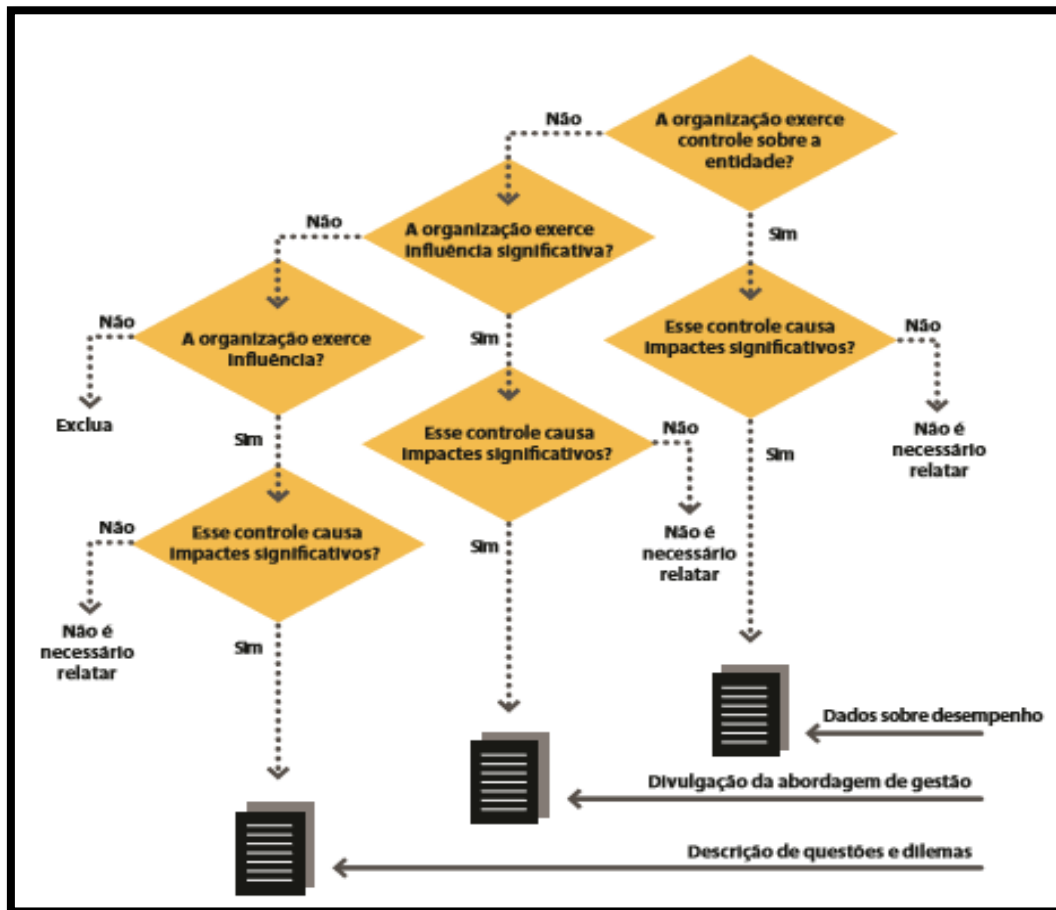 Não
A organização exerce
controle sobre a
entidade?
Não
A organização exerce
influência significativa?
Sim
Não
A organização exerce
influência?
Sim
Esse controle causa
impactes significativos?
Não
Exclua
Sim
Esse controle causa
impactes significativos?
Não
Sim
Não é
necessário
relatar
Não
Esse controle causa
impactes significativos?
Sim
Não é
necessário
relatar
Não é
necessário
relatar
Sim
Dados sobre desempenho
Divulgação da abordagem de gestão
Descrição de questões e dilemas